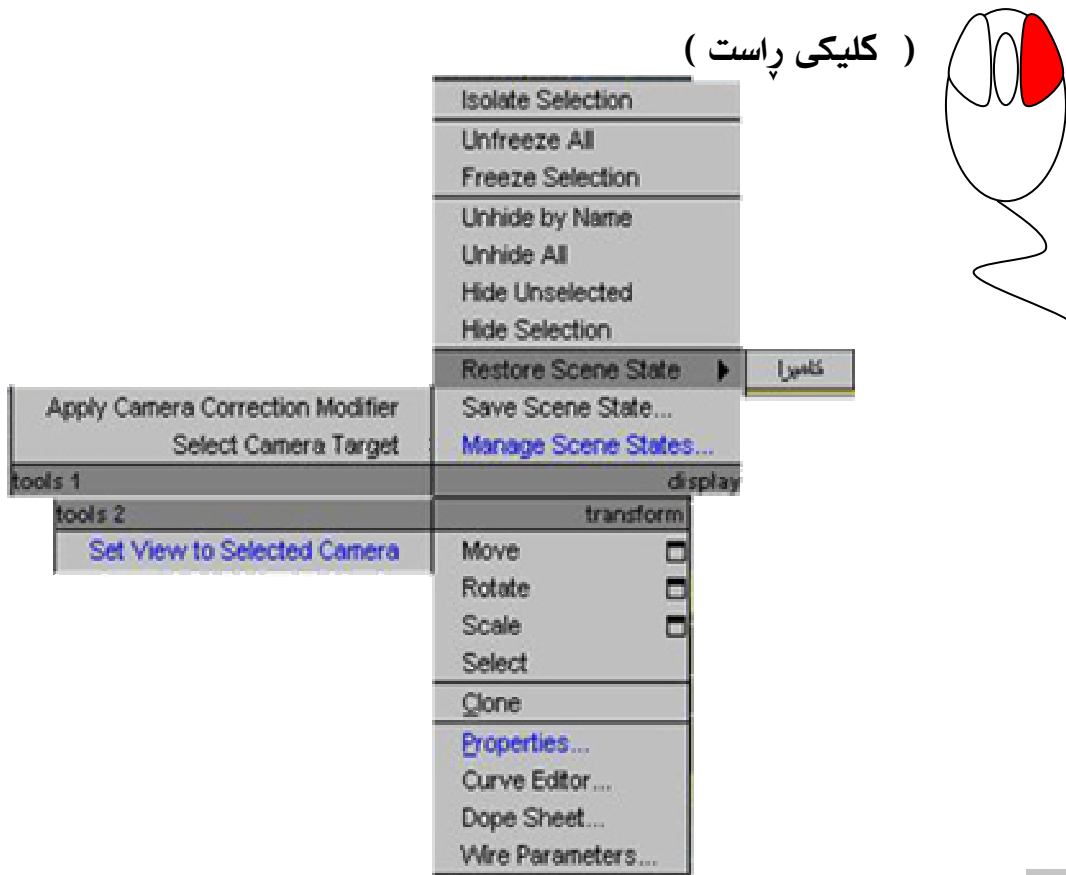 ( کلیکی ڕاست )
Isolate Selection
Unfreeze All
Freeze Selection
Unhide by Name
Unhide All
Hide Unselected
Hide Selection
Restore Scene State
کامیرا
Apply Camera Correction Modifier
Save Scene State...
Select Camera Target
Manage Scene States...
tools 1
display
tools 2
transform
Set View to Selected Camera
Move
Rotate
Scale
Select
Clone
Properties...
Curve Editor...
Dope Sheet...
Wire Parameters...